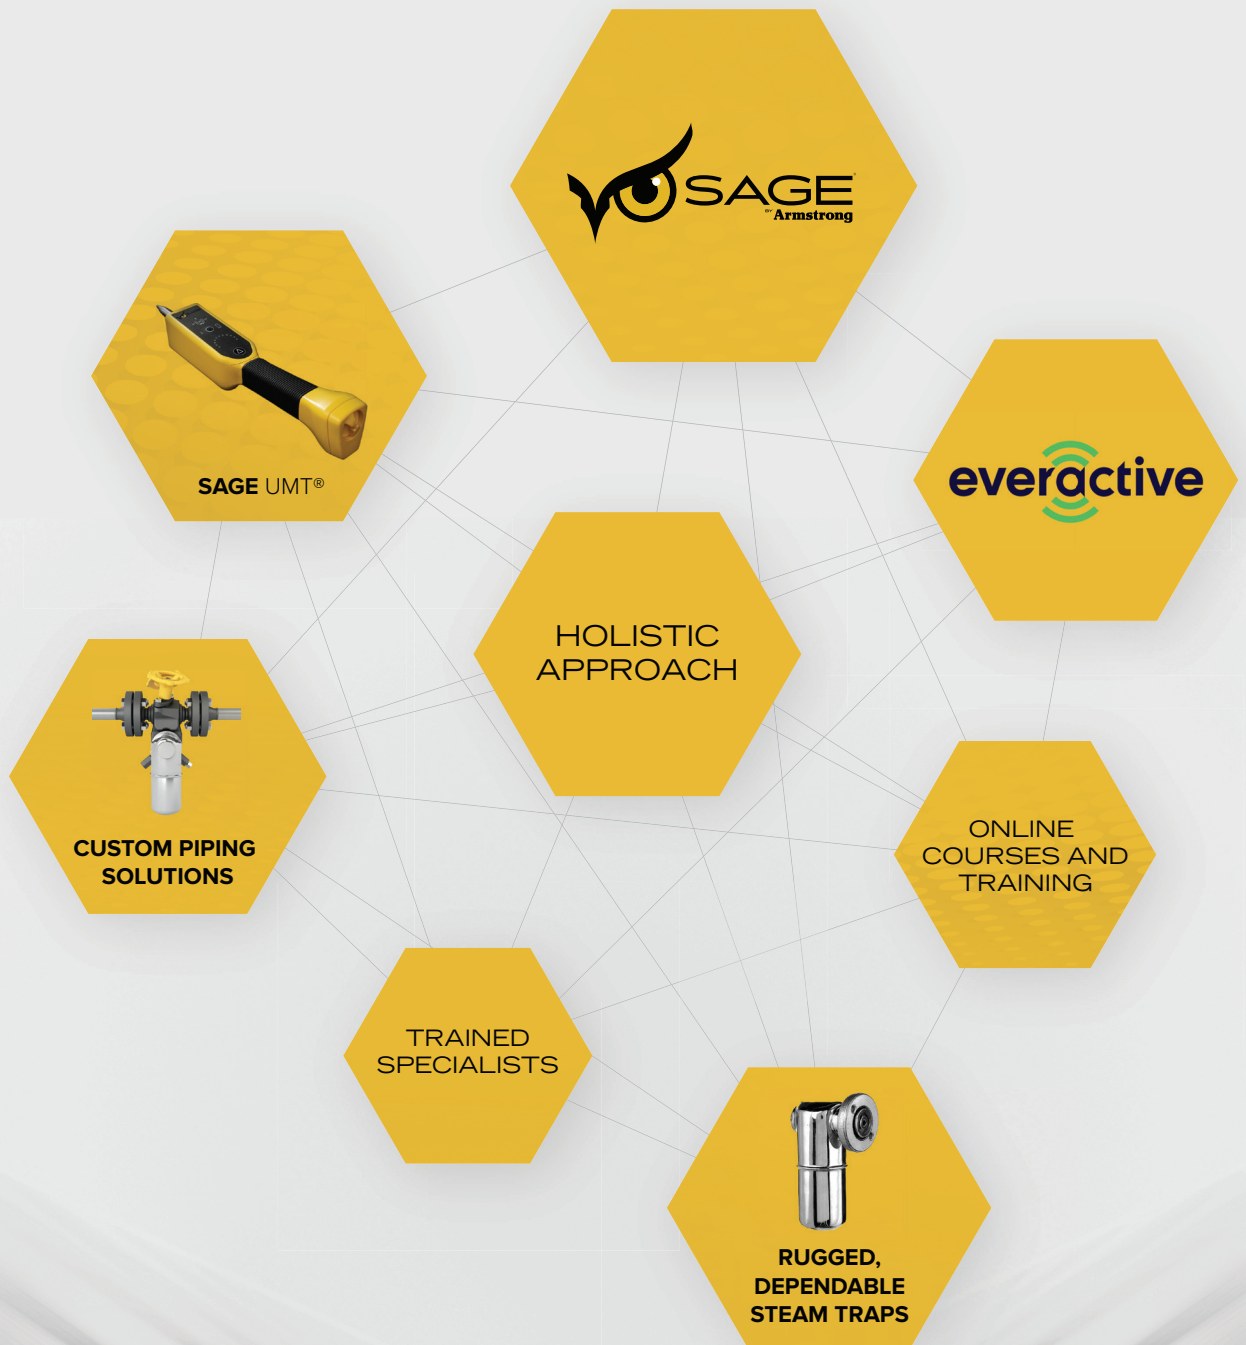 SAGE®
BY Armstrong
SAGE UMT®
everactive
HOLISTIC
APPROACH
CUSTOM PIPING
SOLUTIONS
ONLINE
COURSES AND
TRAINING
TRAINED
SPECIALISTS
RUGGED,
DEPENDABLE
STEAM TRAPS